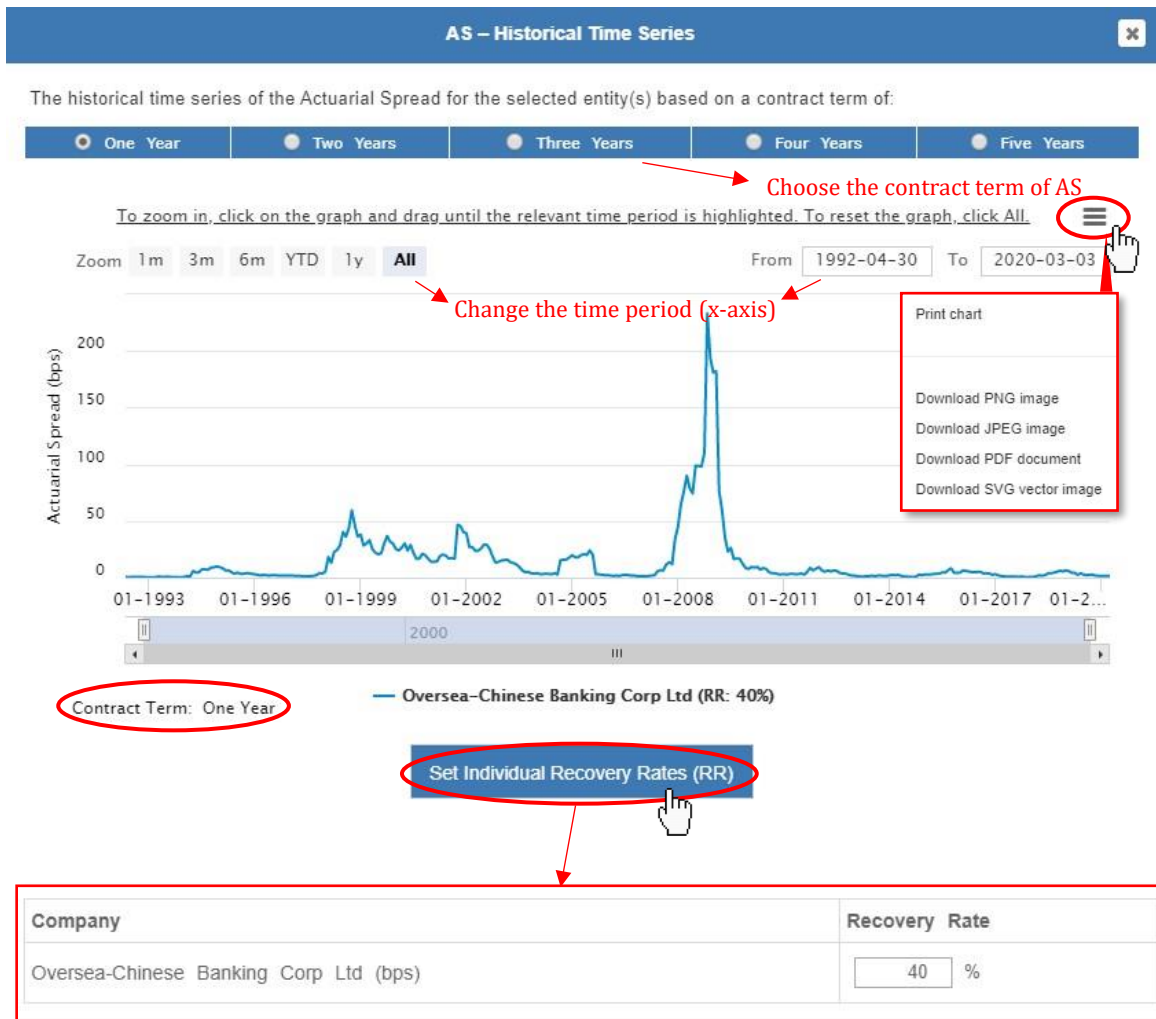 AS – Historical Time Series
The historical time series of the Actuarial Spread for the selected entity(s) based on a contract term of:
One Year Two Years Three Years Four Years Five Years
Choose the contract term of AS
To zoom in, click on the graph and drag until the relevant time period is highlighted. To reset the graph, click All.
Zoom 1m 3m 6m YTD 1y All From 1992-04-30 To 2020-03-03
Change the time period (x-axis)
Print chart
Download PNG image
Download JPEG image
Download PDF document
Download SVG vector image
Actuarial Spread (bps)
200
150
100
50
0
01-1993 01-1996 01-1999 01-2002 01-2005 01-2008 01-2011 01-2014 01-2017 01-2...
2000
Contract Term: One Year
Oversea-Chinese Banking Corp Ltd (RR: 40%)
Set Individual Recovery Rates (RR)
Company Recovery Rate
Oversea-Chinese Banking Corp Ltd (bps) 40 %